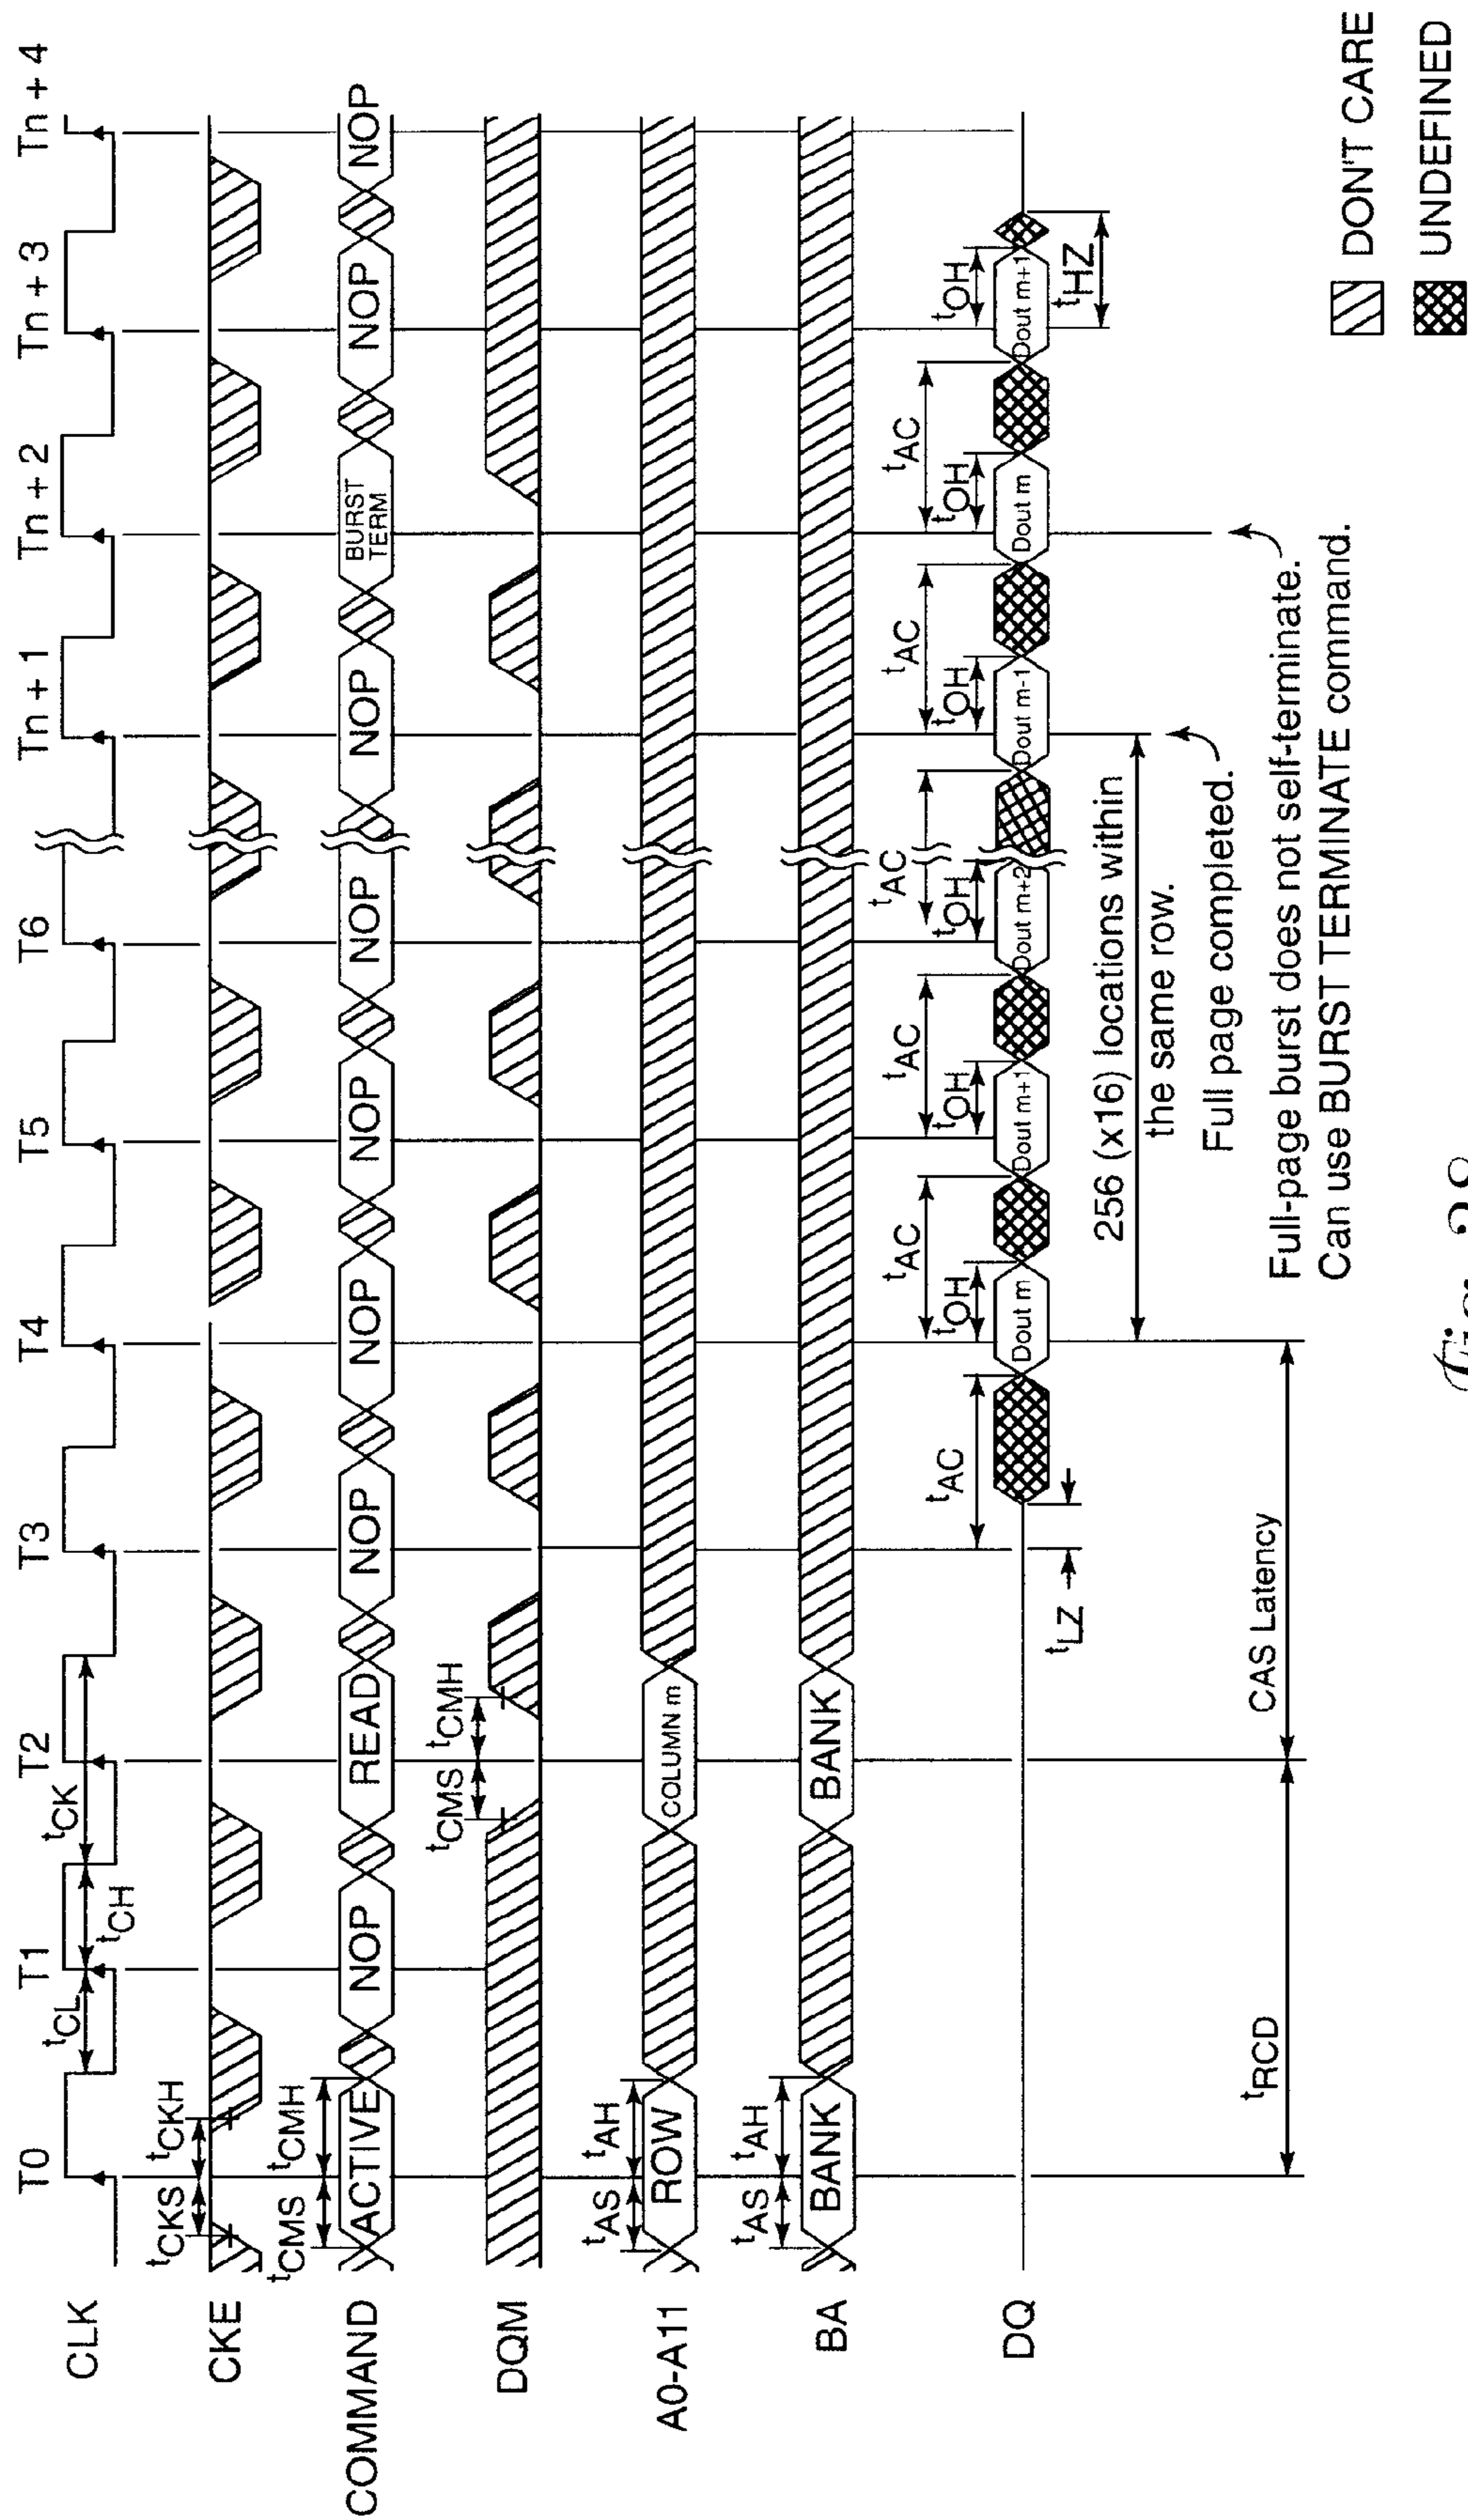 T0 T1 T2 T3 T4 T5 T6 Tn + 1 Tn + 2 Tn + 3 Tn + 4
CLK
tCL tCH tCK
CKE
tCKS tCKH
COMMAND
tCMS tCMH
ACTIVE NOP READ NOP NOP NOP NOP NOP BURST TERM NOP NOP
DQM
tCMS tCMH
A0-A11
tAS tAH
ROW COLUMN m
BA
tAS tAH
BANK BANK
DQ
tAC tAC tAC tAC tAC tAC
tOH tOH tOH tOH tOH tOH
Dout m Dout m+1 Dout m+2 Dout m-1 Dout m Dout m+1
tLZ tHZ
256 (x16) locations within
the same row.
Full page completed.
tRCD CAS Latency
Full-page burst does not self-terminate.
Can use BURST TERMINATE command.
DON'T CARE
UNDEFINED